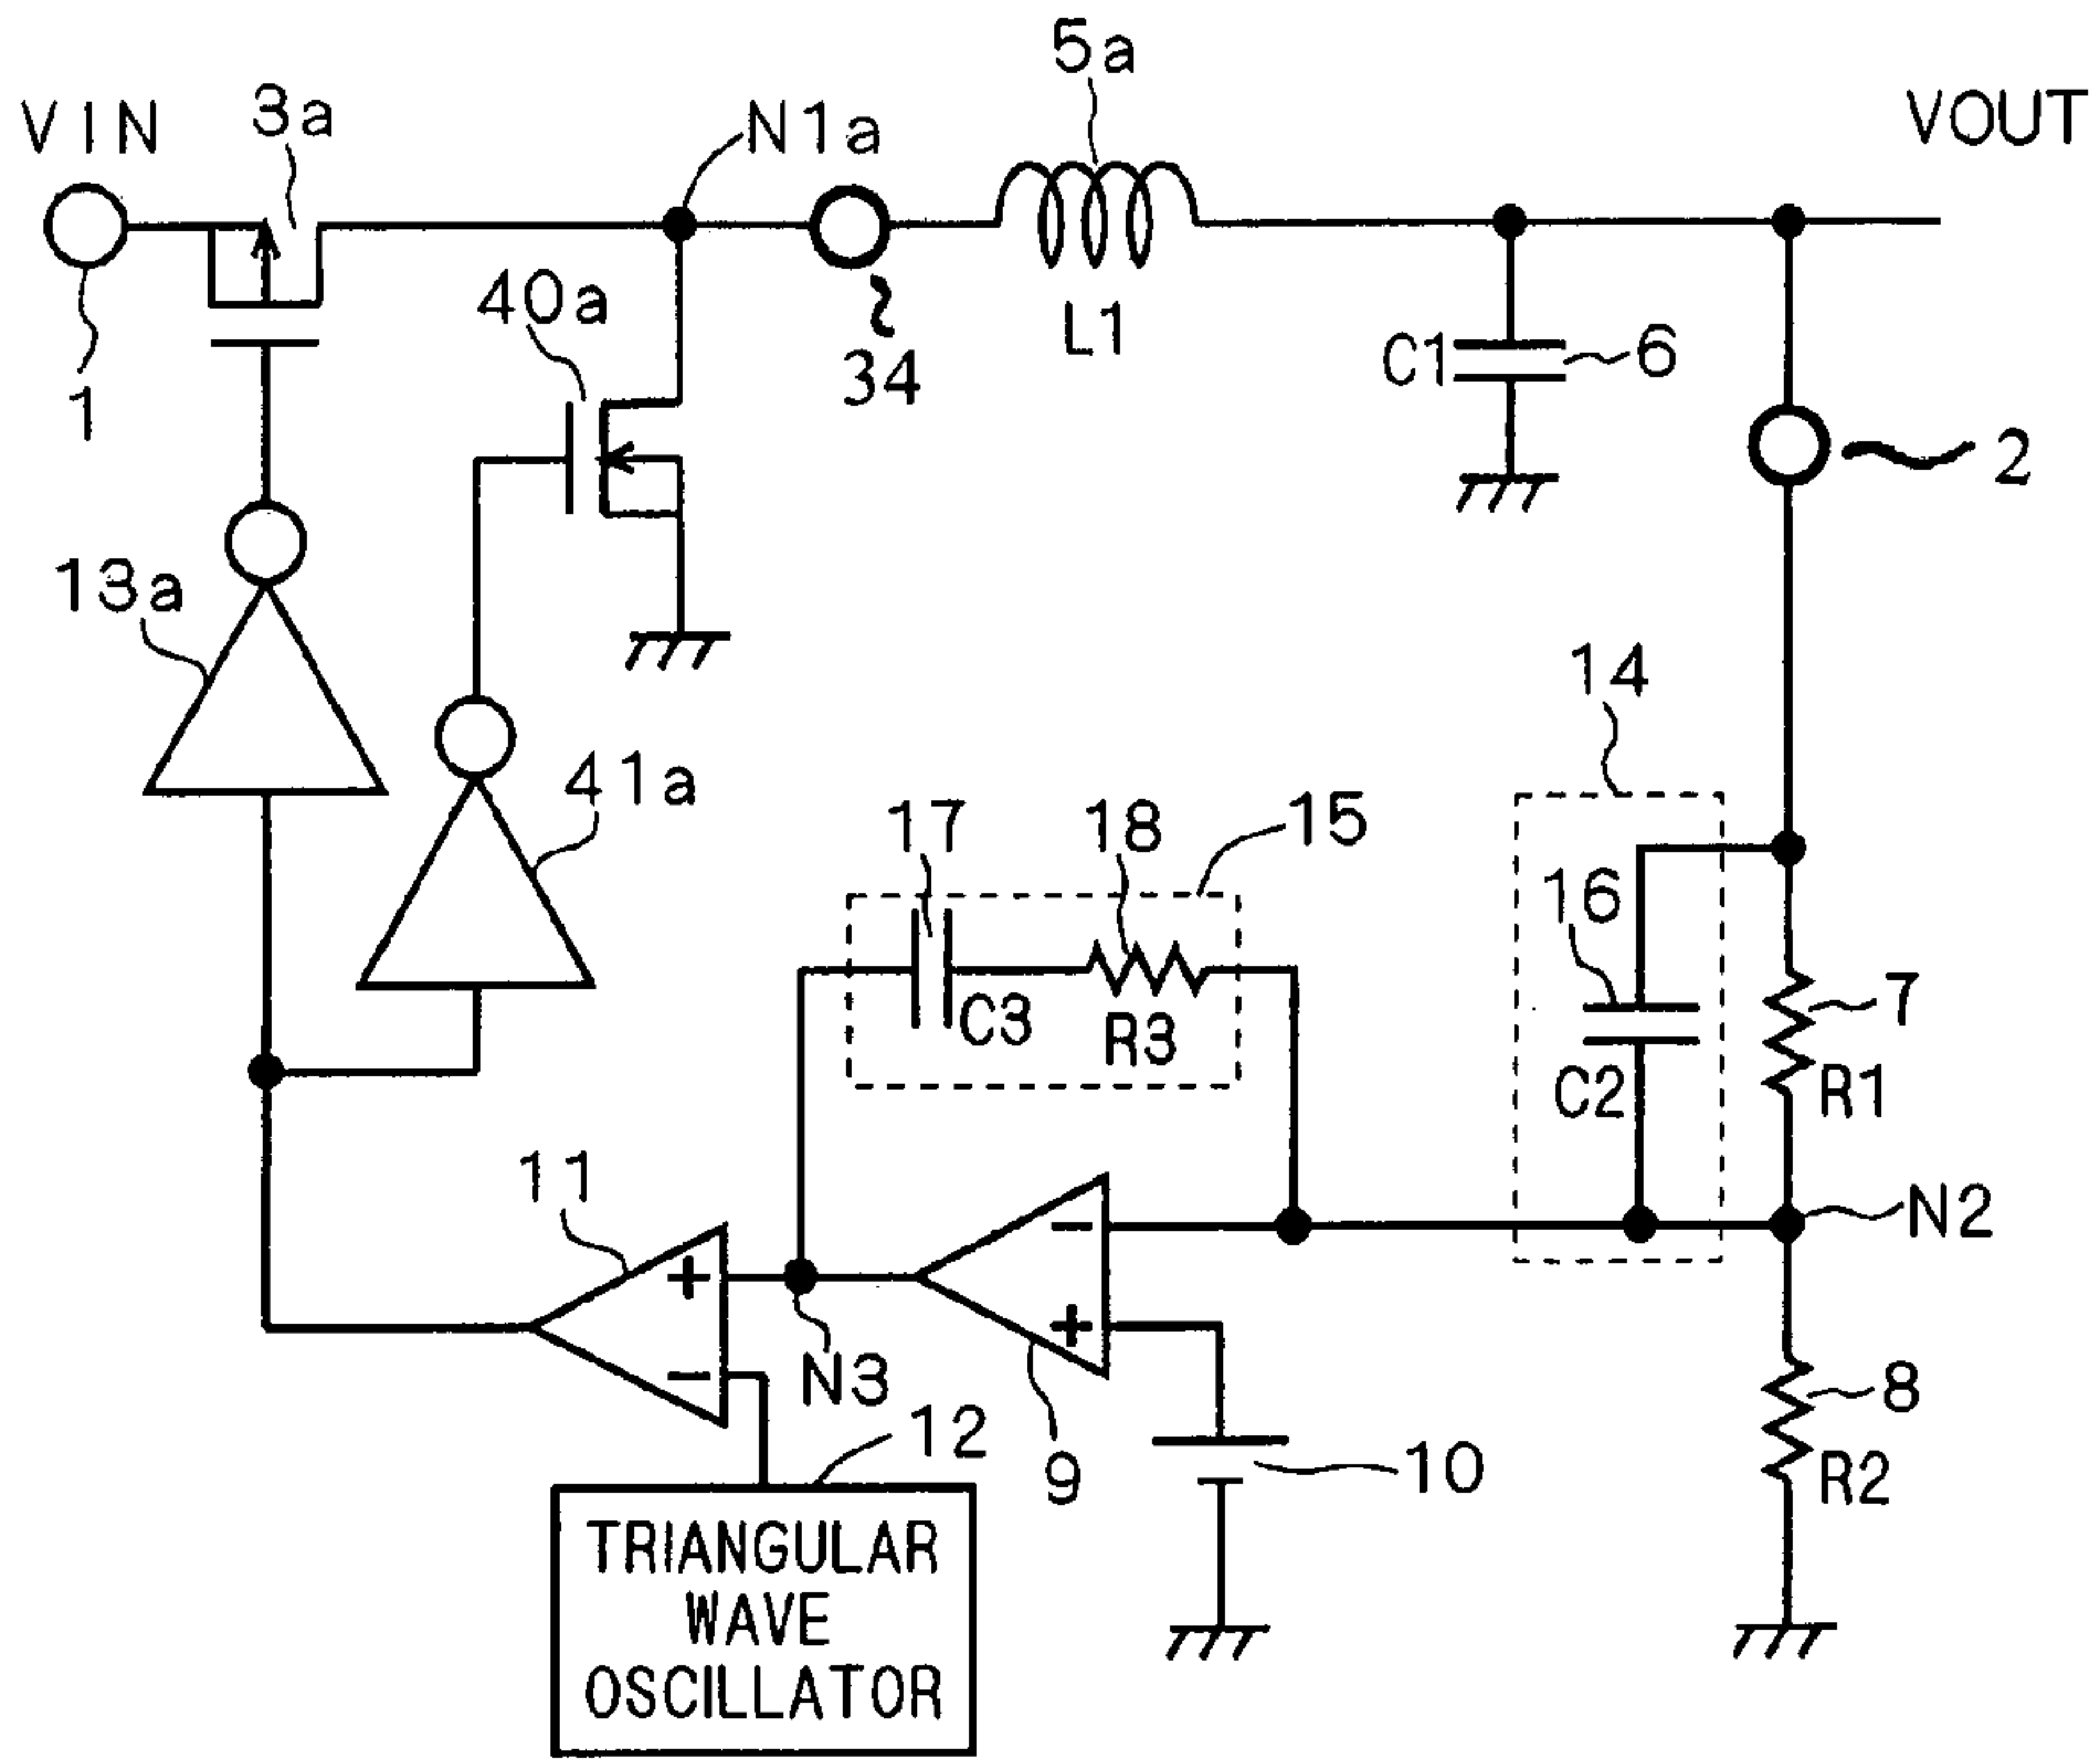 5a
VIN
3a
N1a
VOUT
40a
L1
34
C1
6
1
2
13a
14
41a
17
18
15
16
C3
R3
7
C2
R1
11
N2
+
−
−
+
N3
12
9
10
8
R2
TRIANGULAR
WAVE
OSCILLATOR